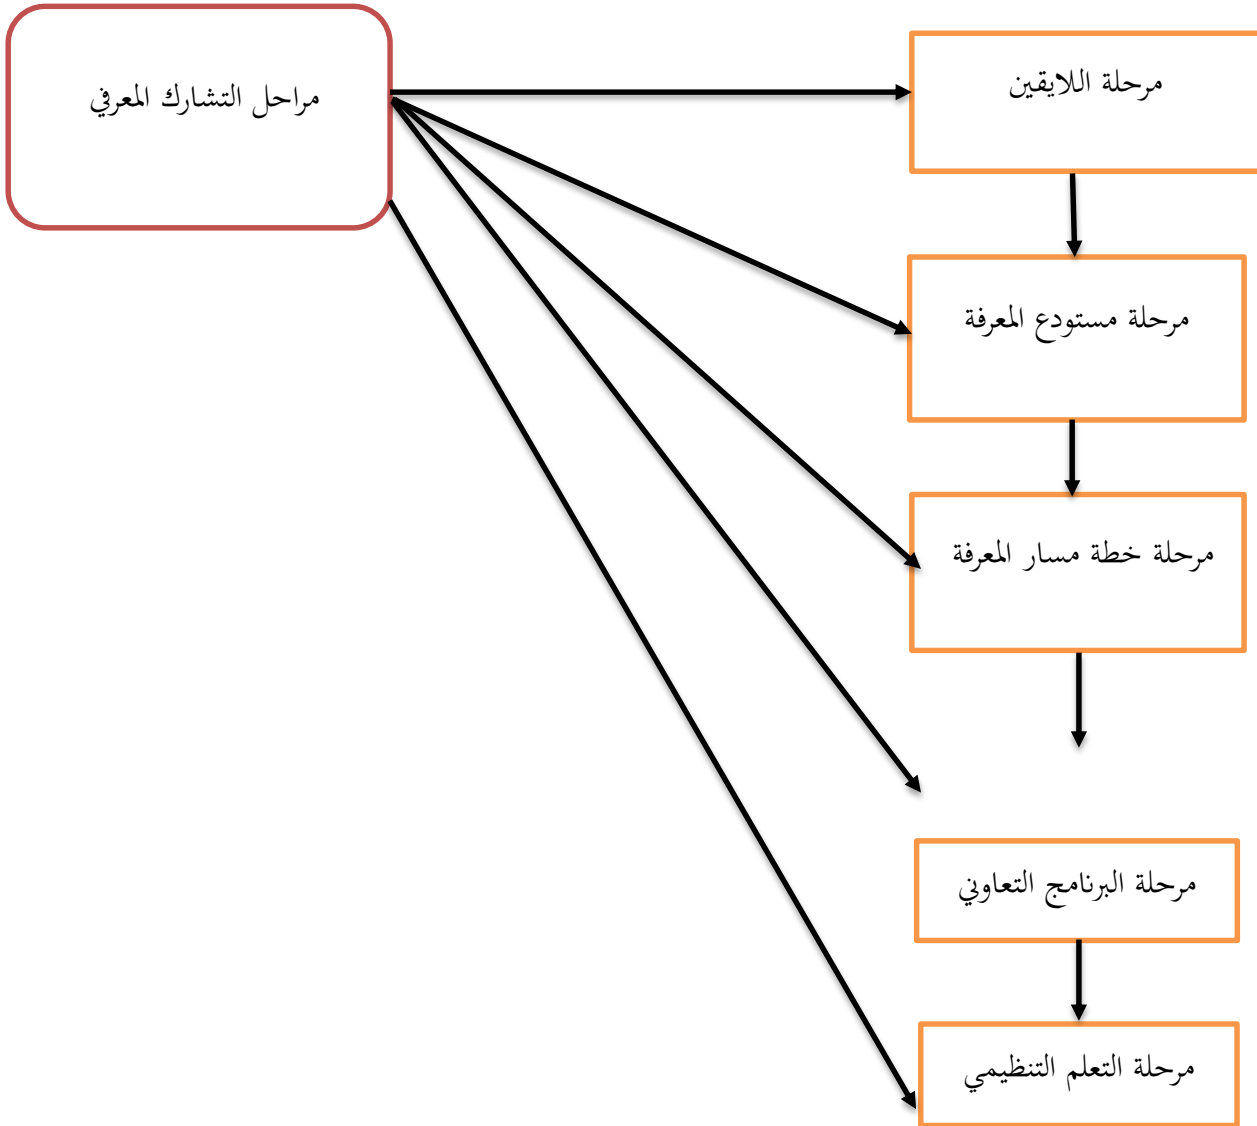 مراحل التشارك المعرفي
مرحلة اللايقين
مرحلة مستودع المعرفة
مرحلة خطة مسار المعرفة
مرحلة البرنامج التعاوني
مرحلة التعلم التنظيمي